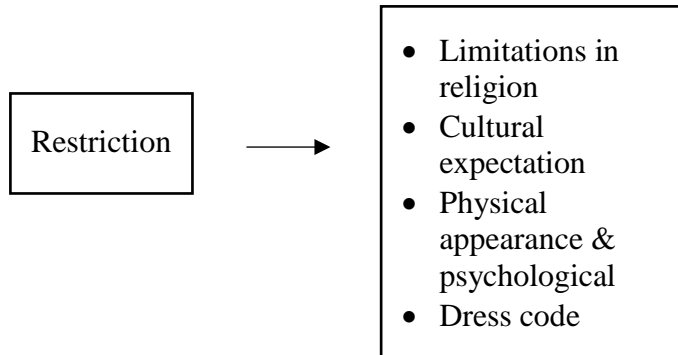 Restriction
• Limitations in
religion
• Cultural
expectation
• Physical
appearance &
psychological
• Dress code